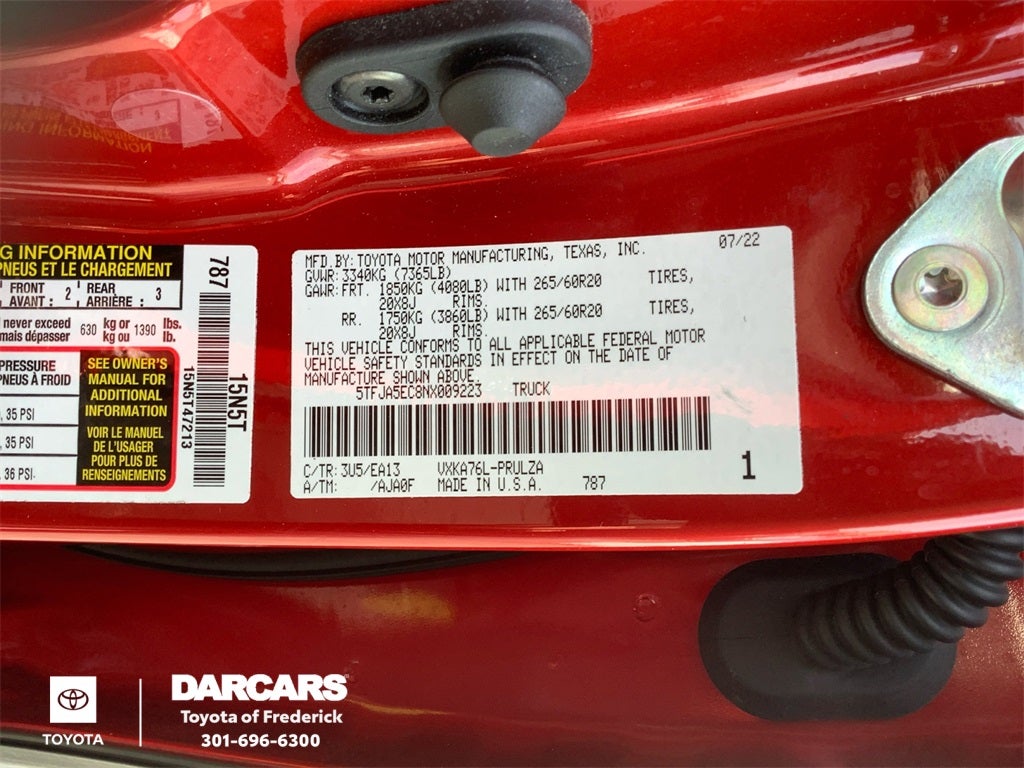 G INFORMATION
PNEUS ET LE CHARGEMENT
FRONT 2 REAR 3
AVANT : ARRIÈRE :
never exceed 630 kg or 1390 lbs.
mais dépasser kg ou lb.
PRESSURE
PNEUS À FROID
35 PSI
35 PSI
36 PSI
SEE OWNER'S
MANUAL FOR
ADDITIONAL
INFORMATION
VOIR LE MANUEL
DE L'USAGER
POUR PLUS DE
RENSEIGNEMENTS
787
15N5T
15N5T47213
MFD.BY:TOYOTA MOTOR MANUFACTURING, TEXAS, INC. 07/22
GVWR:3340KG (7365LB)
GAWR:FRT. 1850KG (4080LB) WITH 265/60R20 TIRES,
20X8J RIMS.
RR. 1750KG (3860LB) WITH 265/60R20 TIRES,
20X8J RIMS.
THIS VEHICLE CONFORMS TO ALL APPLICABLE FEDERAL MOTOR
VEHICLE SAFETY STANDARDS IN EFFECT ON THE DATE OF
MANUFACTURE SHOWN ABOVE.
5TFJA5EC8NX009223 TRUCK
C/TR:3U5/EA13 VXKA76L-PRULZA
A/TM: /AJA0F MADE IN U.S.A. 787
1
TOYOTA
DARCARS
Toyota of Frederick
301-696-6300